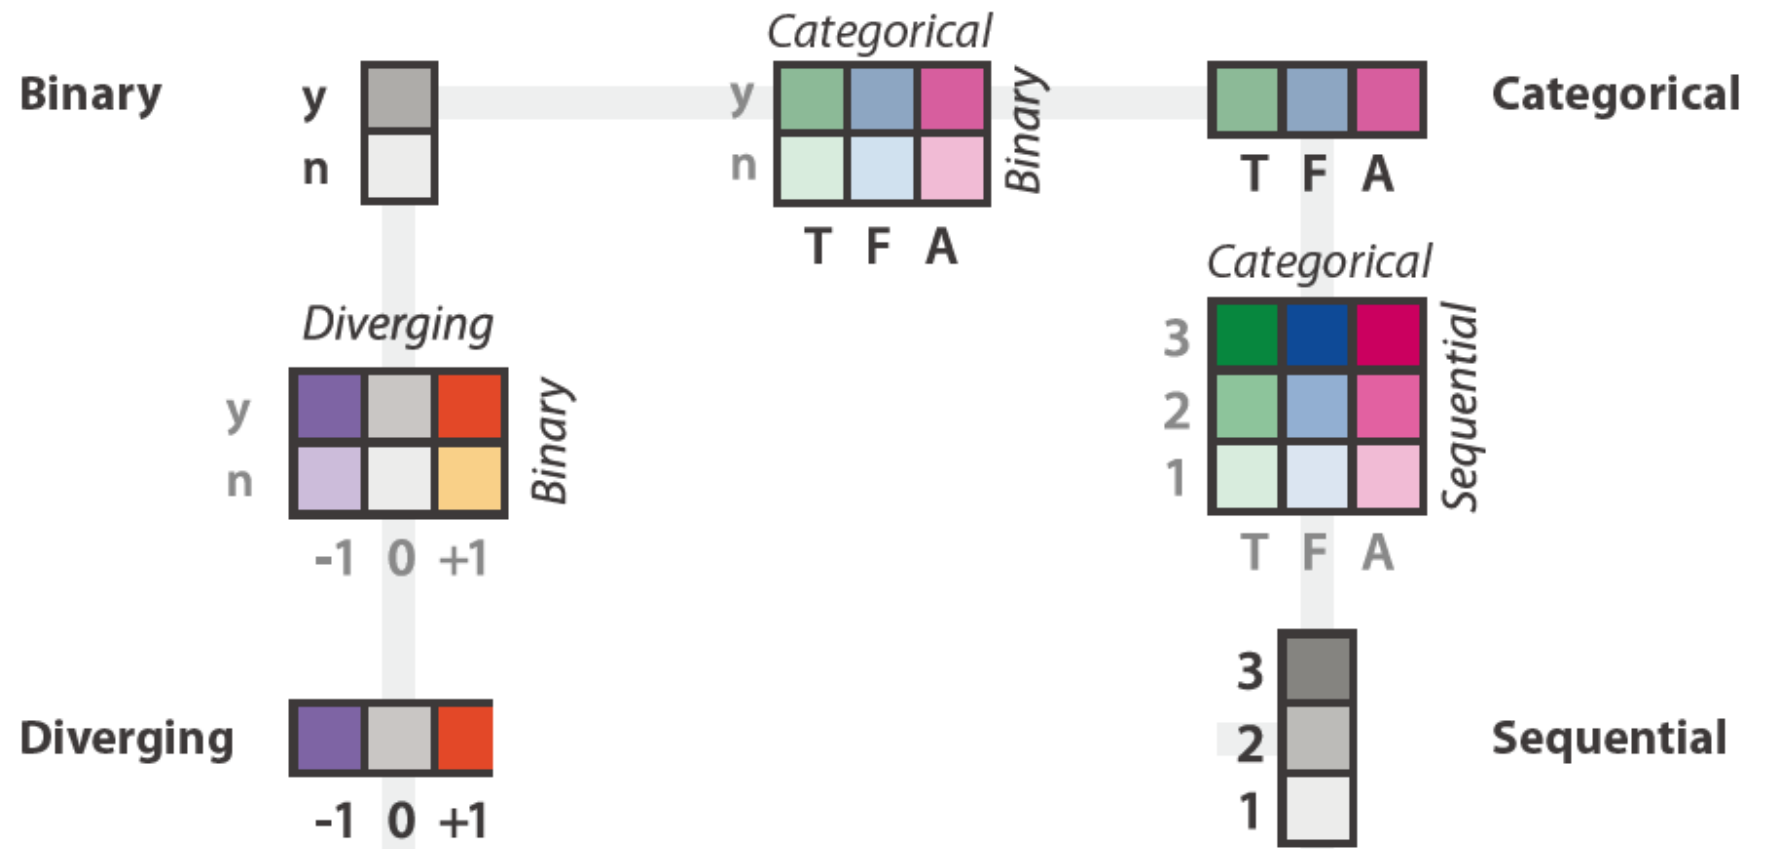 Categorical
Binary
y
n
y
n
Binary
T F A
T F A
Categorical
Diverging
y
n
Binary
-1 0 +1
Categorical
3
2
1
Sequential
T F A
Diverging
-1 0 +1
3
2
1
Sequential